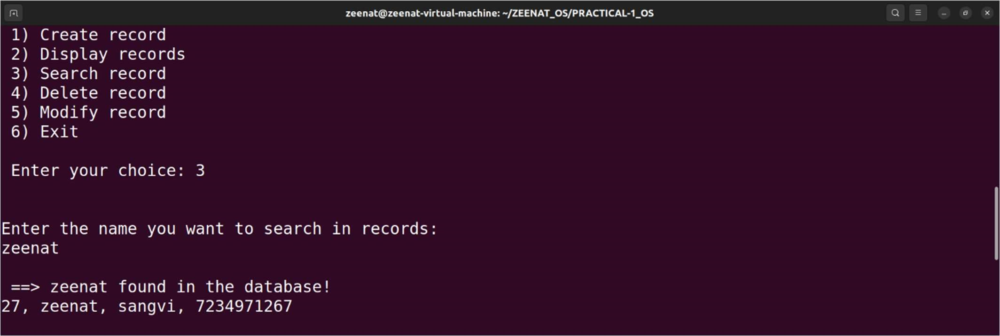 zeenat@zeenat-virtual-machine: ~/ZEENAT_OS/PRACTICAL-1_OS
1) Create record
2) Display records
3) Search record
4) Delete record
5) Modify record
6) Exit
Enter your choice: 3
Enter the name you want to search in records:
zeenat
==> zeenat found in the database!
27, zeenat, sangvi, 7234971267